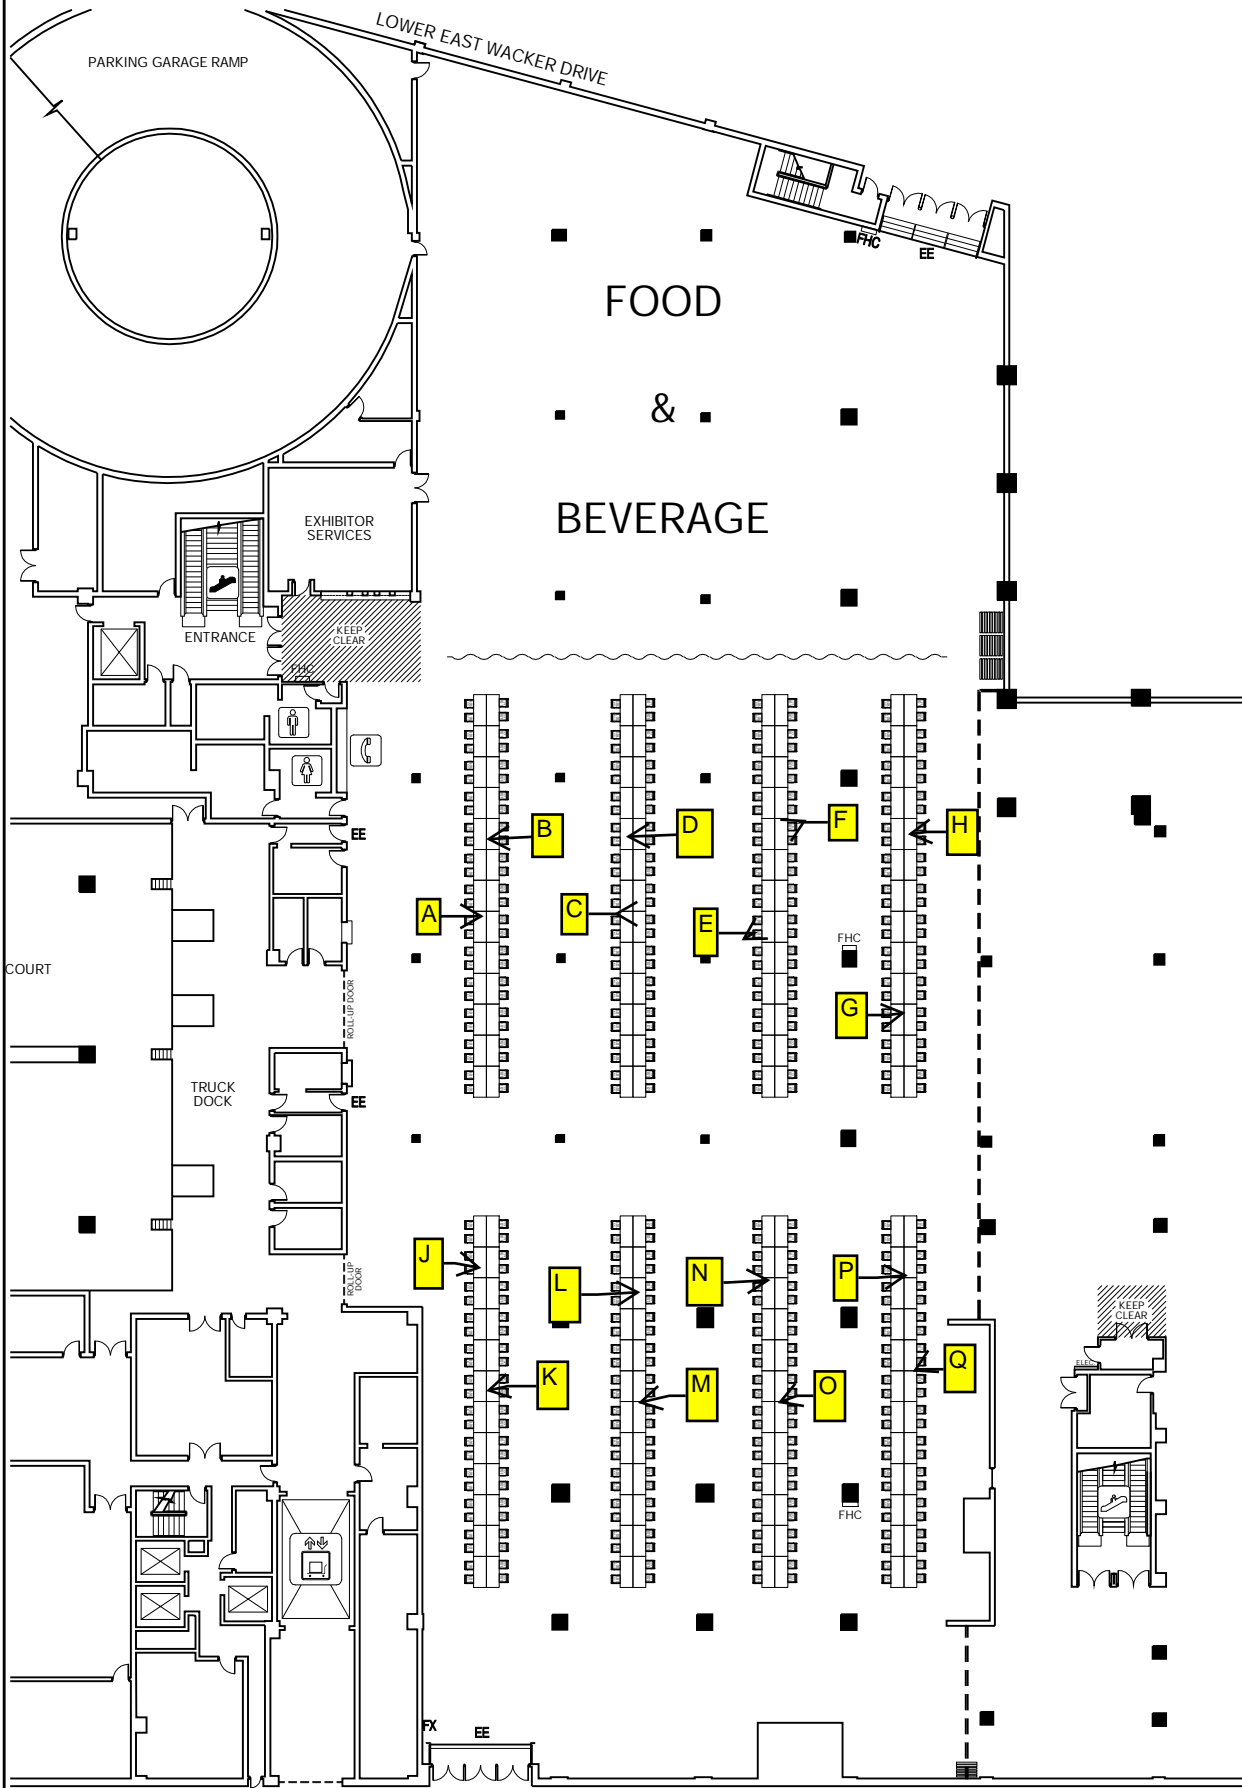 LOWER EAST WACKER DRIVE
PARKING GARAGE RAMP
FHC
EE
FOOD
&
BEVERAGE
EXHIBITOR
SERVICES
ENTRANCE
KEEP
CLEAR
FHC
B
D
F
H
EE
A
C
E
FHC
COURT
ROLL-UP DOOR
G
TRUCK
DOCK
EE
J
L
N
P
ROLL-UP
DOOR
KEEP
CLEAR
ELEC
K
M
O
Q
FHC
FX
EE